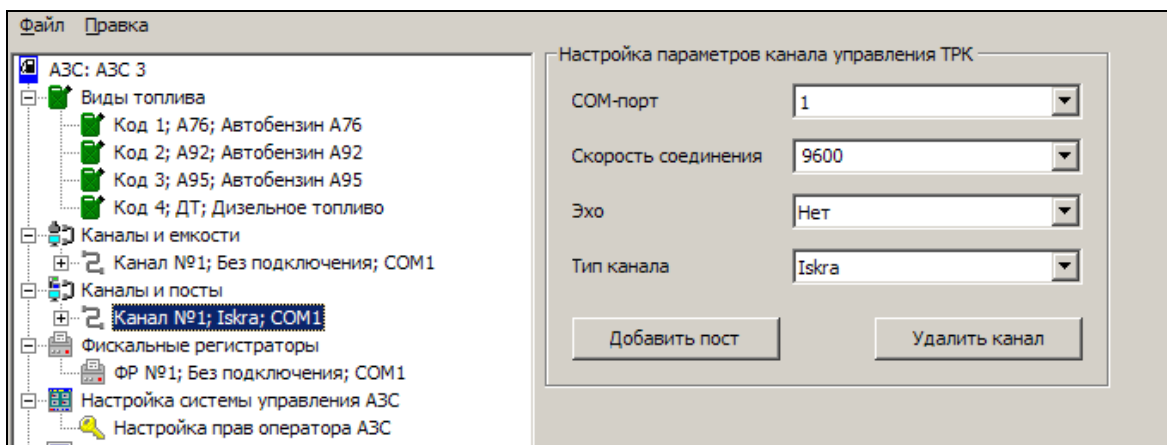 Файл Правка
АЗС: АЗС 3
Виды топлива
Код 1; А76; Автобензин А76
Код 2; А92; Автобензин А92
Код 3; А95; Автобензин А95
Код 4; ДТ; Дизельное топливо
Каналы и емкости
Канал №1; Без подключения; COM1
Каналы и посты
Канал №1; Iskra; COM1
Фискальные регистраторы
ФР №1; Без подключения; COM1
Настройка системы управления АЗС
Настройка прав оператора АЗС
Настройка параметров канала управления ТРК
COM-порт 1
Скорость соединения 9600
Эхо Нет
Тип канала Iskra
Добавить пост Удалить канал